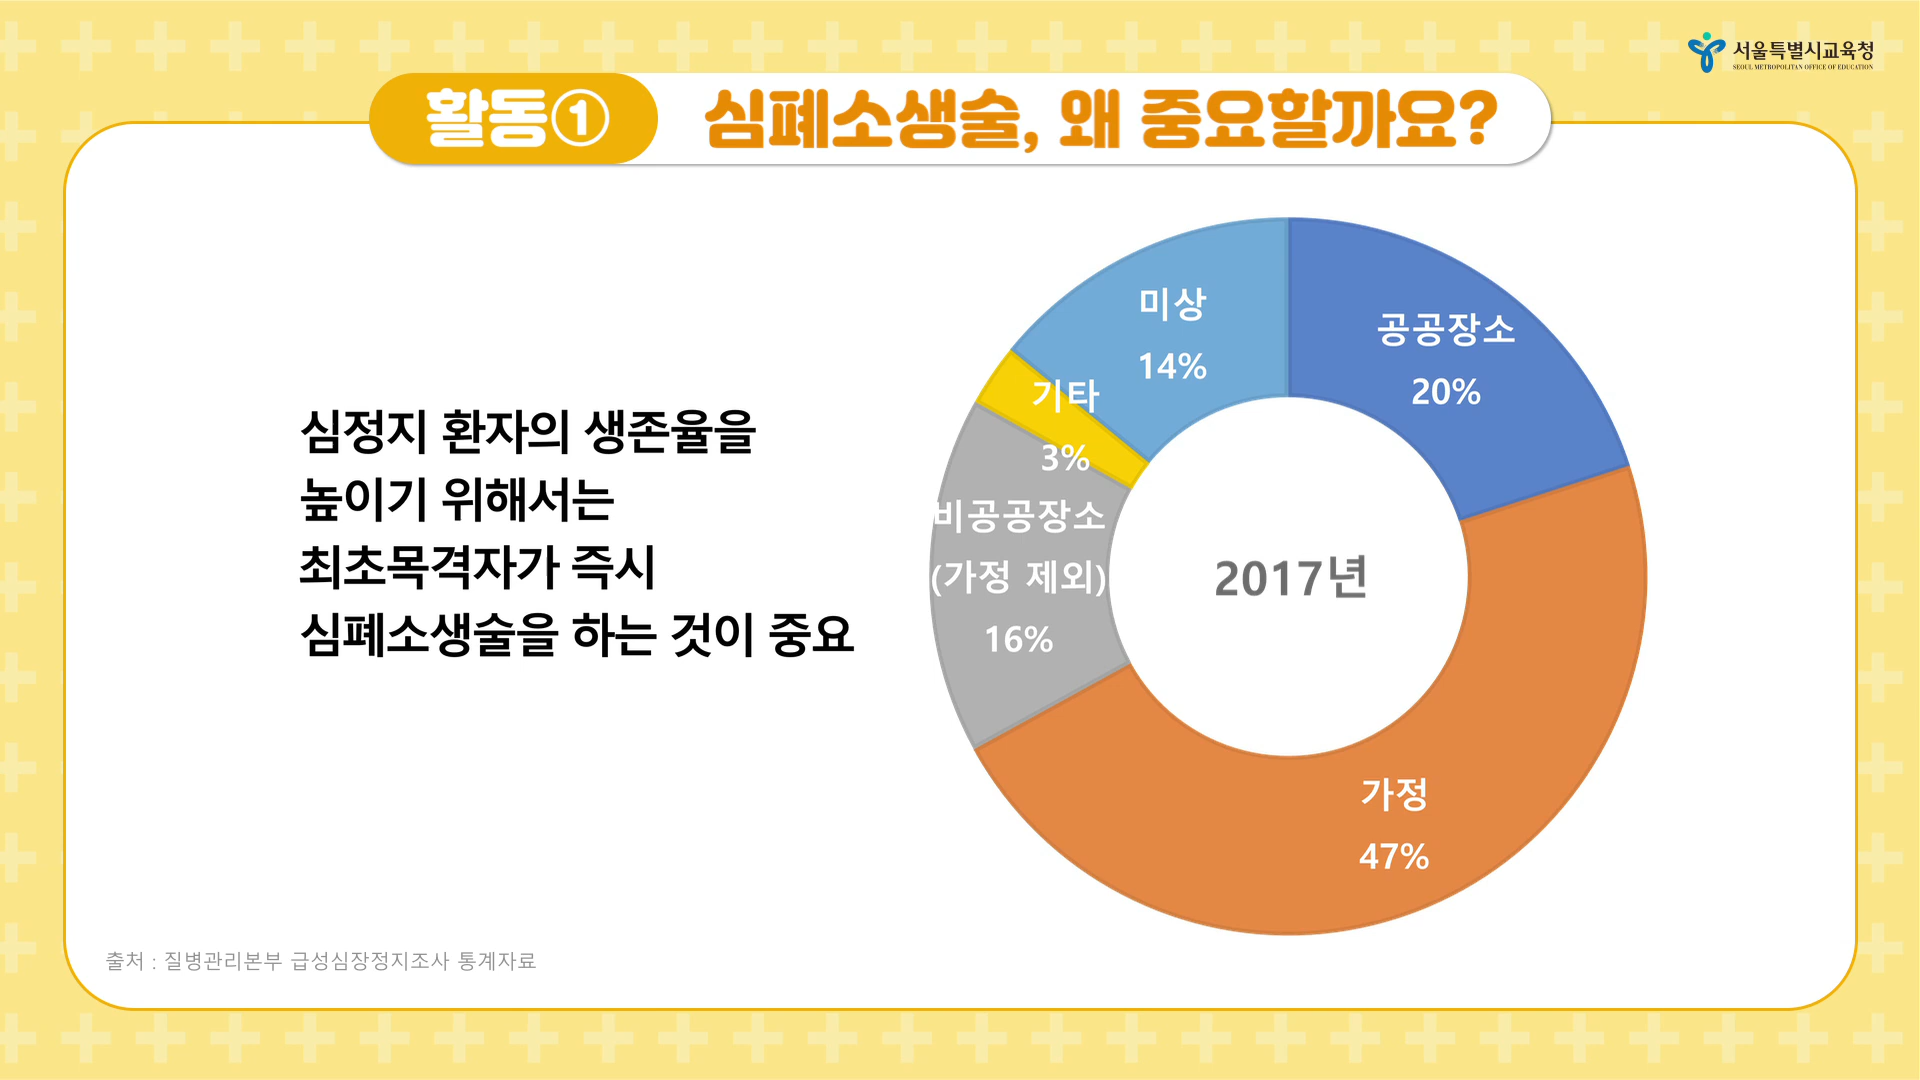 서울특별시교육청
SEOUL METROPOLITAN OFFICE OF EDUCATION
활동① 심폐소생술, 왜 중요할까요?
심정지 환자의 생존율을
높이기 위해서는
최초목격자가 즉시
심폐소생술을 하는 것이 중요
미상
14%
공공장소
20%
기타
3%
비공공장소
(가정 제외)
16%
2017년
가정
47%
출처 : 질병관리본부 급성심장정지조사 통계자료